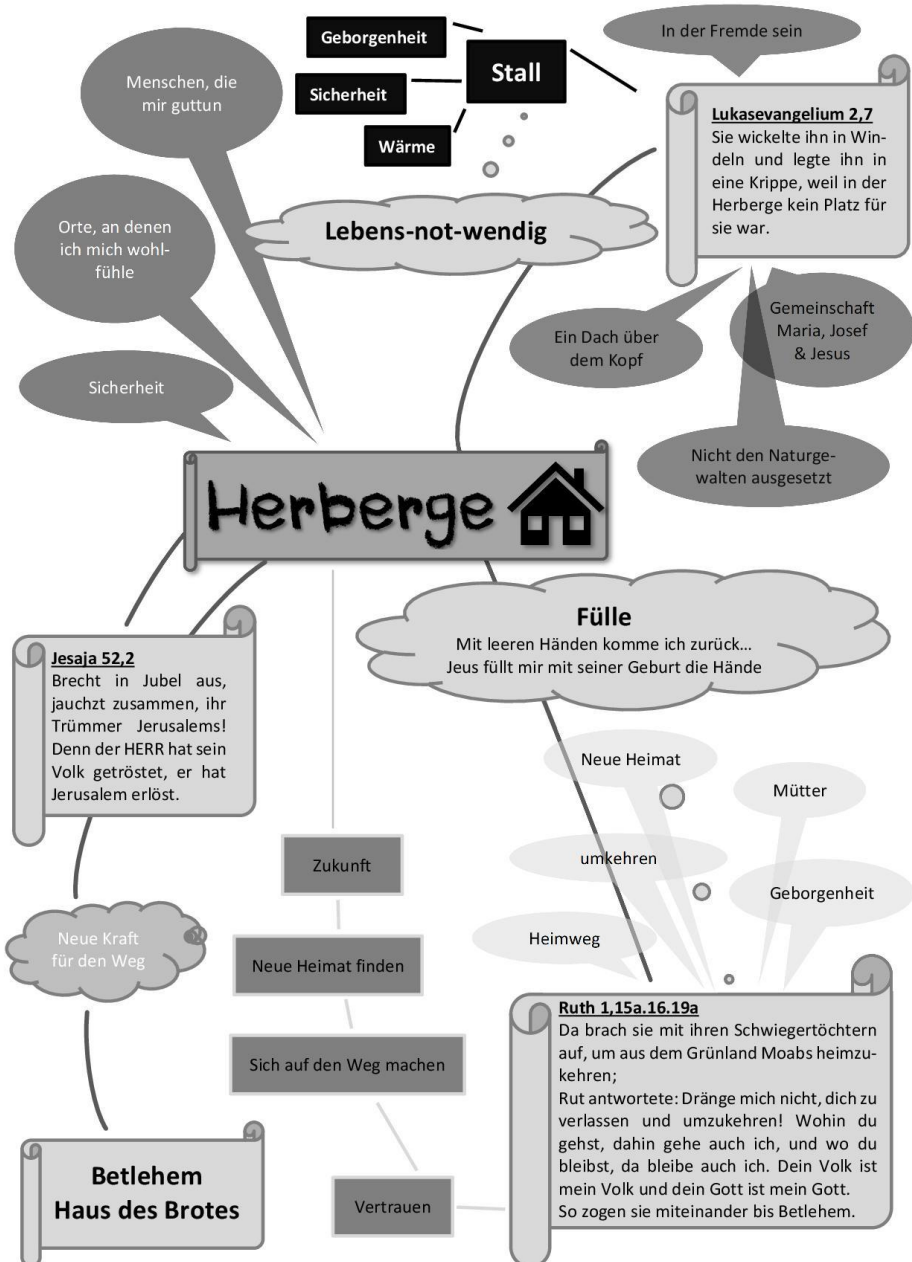 Geborgenheit
Stall
Sicherheit
Wärme
In der Fremde sein
Menschen, die
mir guttun
Lukasevangelium 2,7
Sie wickelte ihn in Win-
deln und legte ihn in
eine Krippe, weil in der
Herberge kein Platz für
sie war.
Orte, an denen
ich mich wohl-
fühle
Lebens-not-wendig
Ein Dach über
dem Kopf
Gemeinschaft
Maria, Josef
& Jesus
Sicherheit
Nicht den Naturge-
walten ausgesetzt
Herberge
Fülle
Mit leeren Händen komme ich zurück...
Jeus füllt mir mit seiner Geburt die Hände
Jesaja 52,2
Brecht in Jubel aus,
jauchzt zusammen, ihr
Trümmer Jerusalems!
Denn der HERR hat sein
Volk getröstet, er hat
Jerusalem erlöst.
Neue Heimat
Mütter
umkehren
Geborgenheit
Heimweg
Zukunft
Neue Kraft
für den Weg
Neue Heimat finden
Sich auf den Weg machen
Vertrauen
Ruth 1,15a.16.19a
Da brach sie mit ihren Schwiegertöchtern
auf, um aus dem Grünland Moabs heimzu-
kehren;
Rut antwortete: Dränge mich nicht, dich zu
verlassen und umzukehren! Wohin du
gehst, dahin gehe auch ich, und wo du
bleibst, da bleibe auch ich. Dein Volk ist
mein Volk und dein Gott ist mein Gott.
So zogen sie miteinander bis Betlehem.
Betlehem
Haus des Brotes